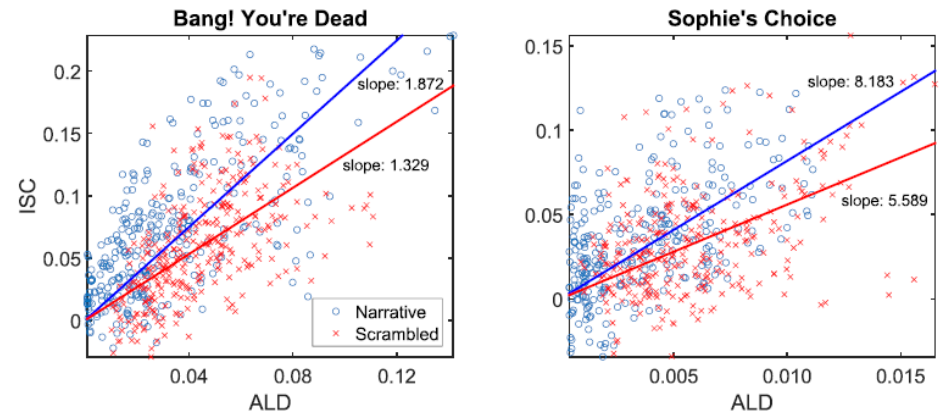 Bang! You're Dead
0.2
0.15
0.1
0.05
0
ISC
slope: 1.872
slope: 1.329
Narrative
Scrambled
0.04
0.08
0.12
ALD
Sophie's Choice
0.15
0.1
0.05
0
slope: 8.183
slope: 5.589
0.005
0.010
0.015
ALD